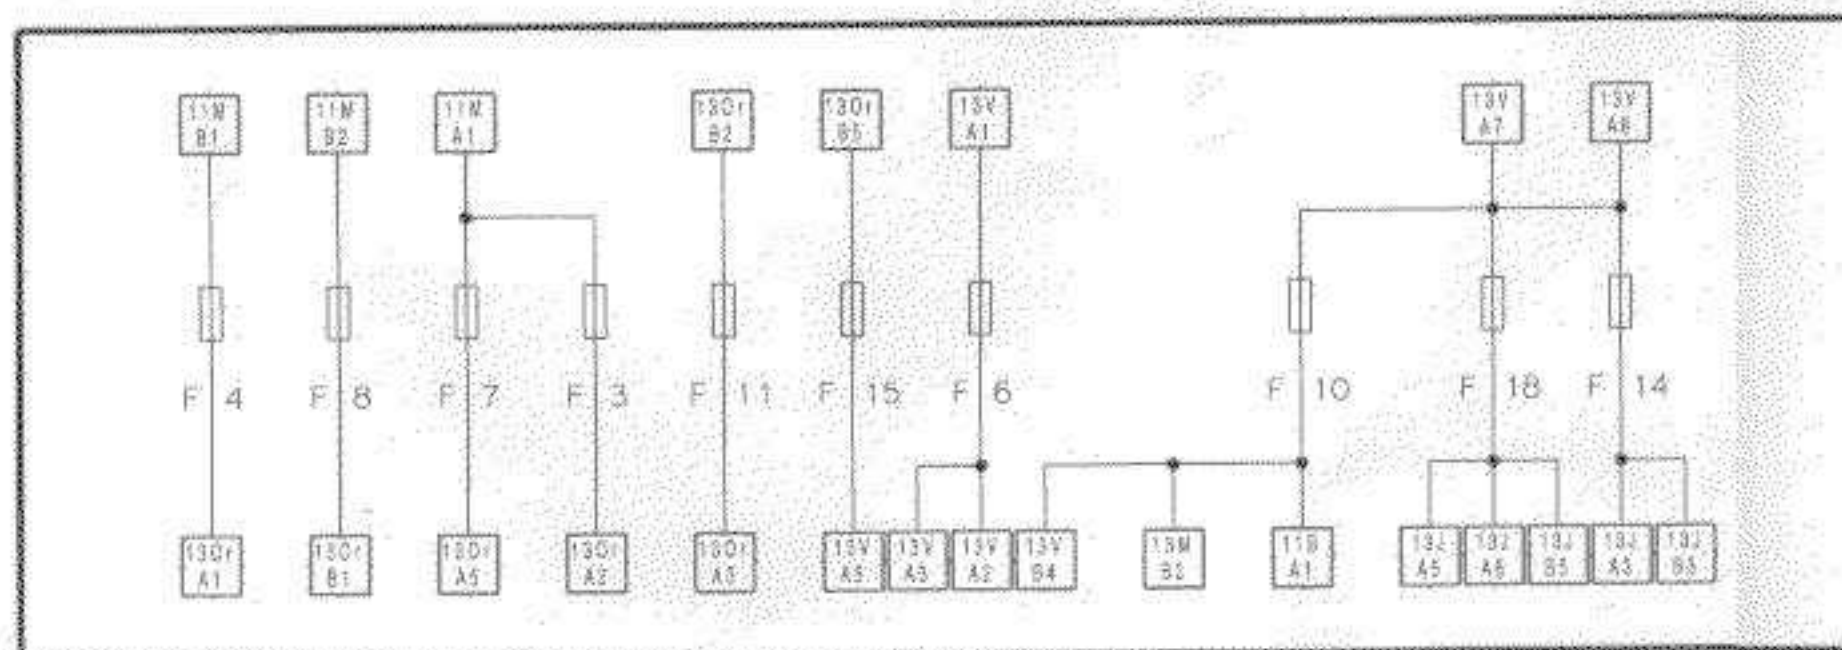 11M 11M 11M 13Or 13Or 13V 13V 13V
B1 B2 A1 B2 B5 A1 A7 A8
F 4 F 8 F 7 F 3 F 11 F 15 F 6 F 10 F 18 F 14
13Or 13Or 13Or 13Or 13Or 13V 13V 13V 13V 13M 11B 13J 13J 13J 13J 13J
A1 B1 A5 A2 A3 A5 A3 A2 B4 B2 A1 A5 A6 B5 A3 B3